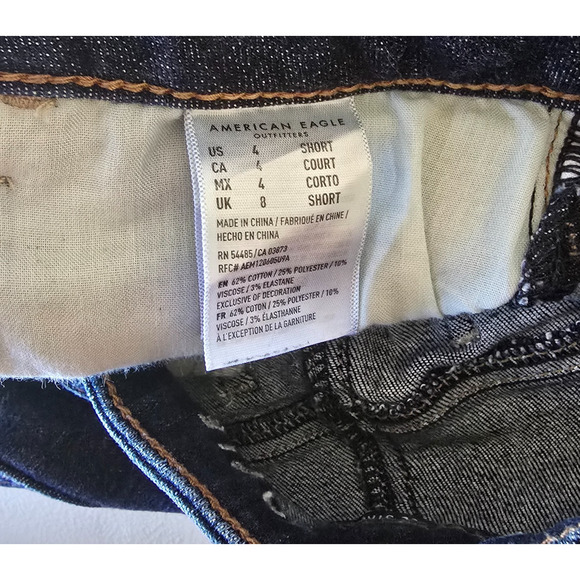 AMERICAN EAGLE
OUTFITTERS
US 4 SHORT
CA 4 COURT
MX 4 CORTO
UK 8 SHORT
MADE IN CHINA / FABRIQUÉ EN CHINE /
HECHO EN CHINA
RN 54485 / CA 03873
RFC# AEM120605U9A
EN 62% COTTON / 25% POLYESTER / 10%
VISCOSE / 3% ELASTANE
EXCLUSIVE OF DECORATION
FR 62% COTON / 25% POLYESTER / 10%
VISCOSE / 3% ÉLASTHANNE
À L'EXCEPTION DE LA GARNITURE